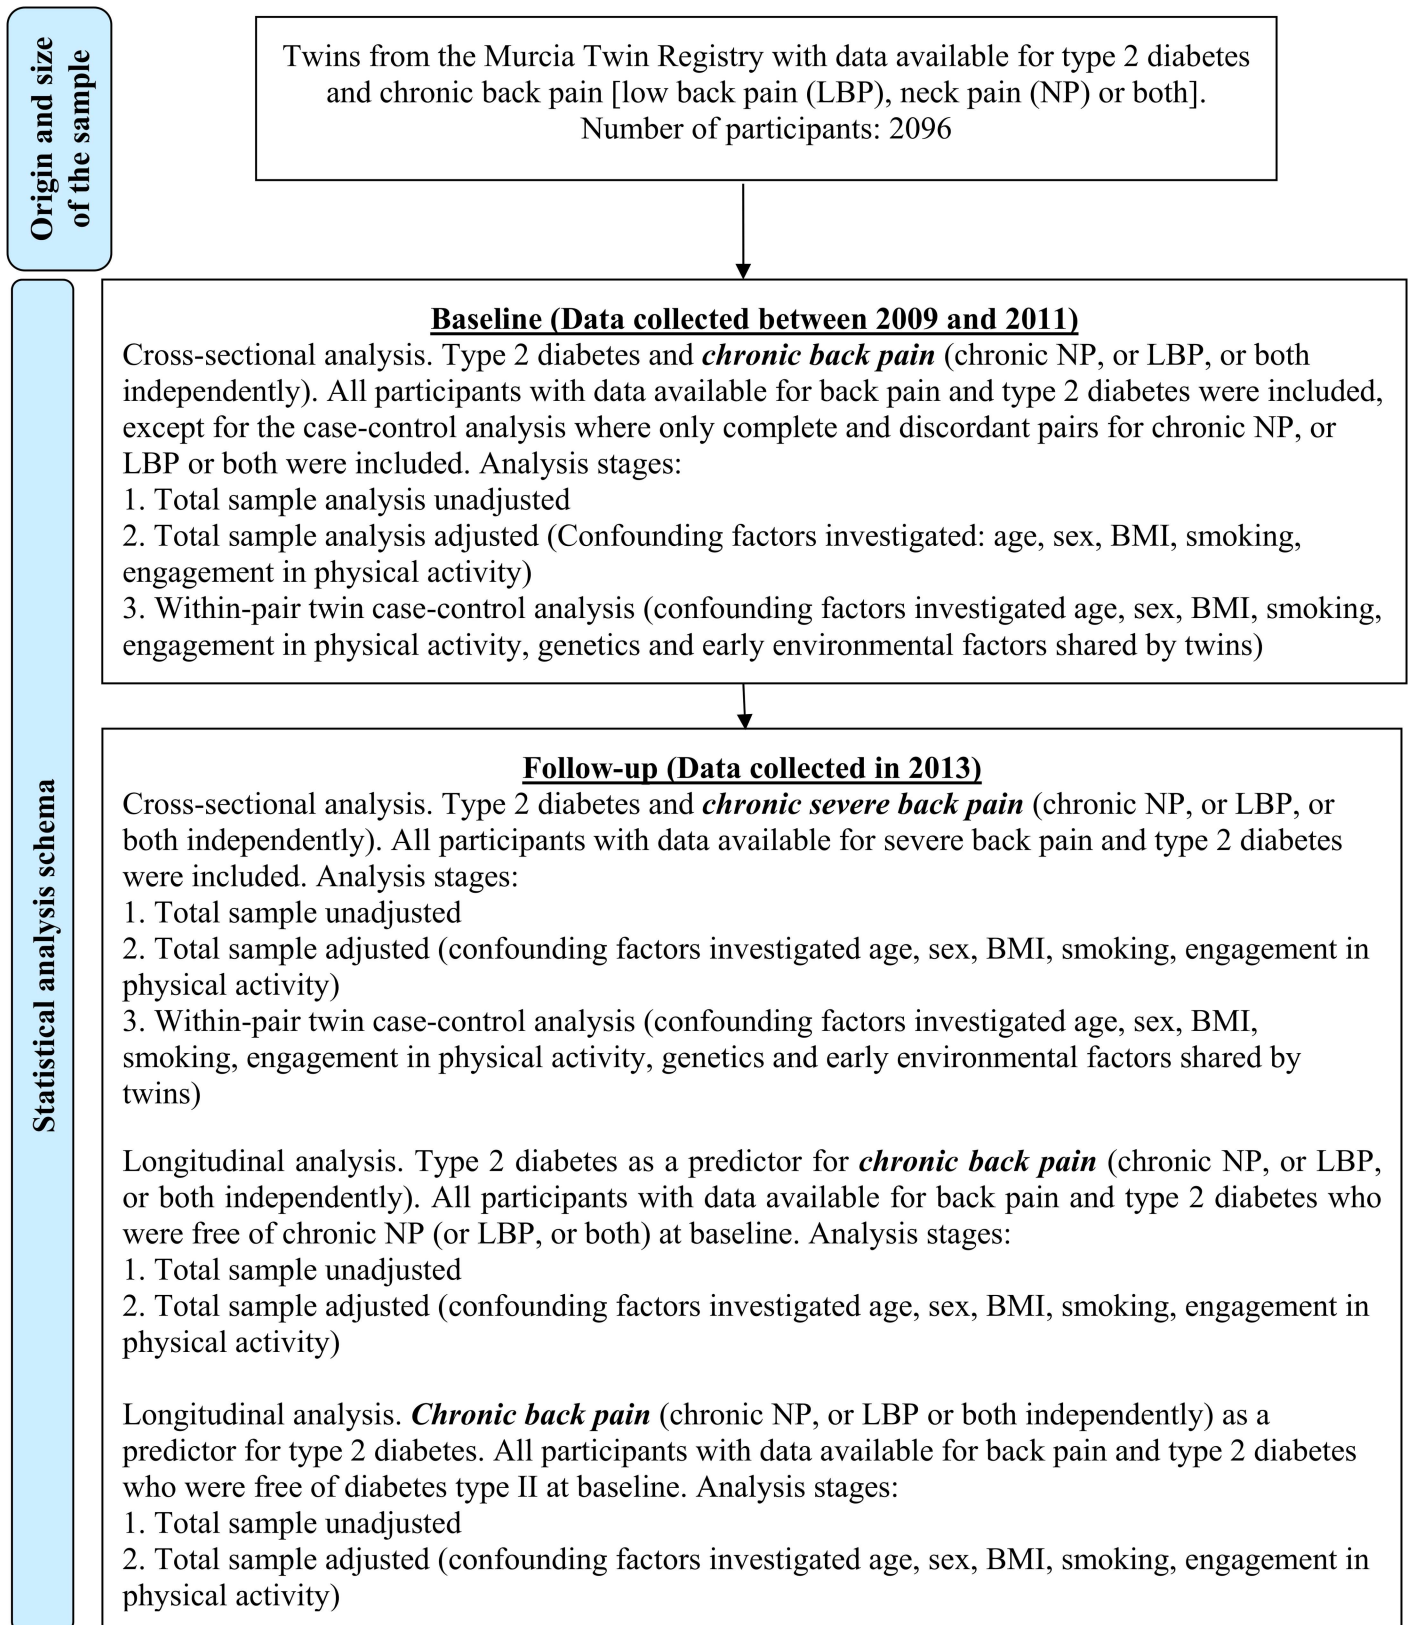 Origin and size
of the sample
Twins from the Murcia Twin Registry with data available for type 2 diabetes
and chronic back pain [low back pain (LBP), neck pain (NP) or both].
Number of participants: 2096
Statistical analysis schema
Baseline (Data collected between 2009 and 2011)
Cross-sectional analysis. Type 2 diabetes and chronic back pain (chronic NP, or LBP, or both
independently). All participants with data available for back pain and type 2 diabetes were included,
except for the case-control analysis where only complete and discordant pairs for chronic NP, or
LBP or both were included. Analysis stages:
1. Total sample analysis unadjusted
2. Total sample analysis adjusted (Confounding factors investigated: age, sex, BMI, smoking,
engagement in physical activity)
3. Within-pair twin case-control analysis (confounding factors investigated age, sex, BMI, smoking,
engagement in physical activity, genetics and early environmental factors shared by twins)
Follow-up (Data collected in 2013)
Cross-sectional analysis. Type 2 diabetes and chronic severe back pain (chronic NP, or LBP, or
both independently). All participants with data available for severe back pain and type 2 diabetes
were included. Analysis stages:
1. Total sample unadjusted
2. Total sample adjusted (confounding factors investigated age, sex, BMI, smoking, engagement in
physical activity)
3. Within-pair twin case-control analysis (confounding factors investigated age, sex, BMI,
smoking, engagement in physical activity, genetics and early environmental factors shared by
twins)
Longitudinal analysis. Type 2 diabetes as a predictor for chronic back pain (chronic NP, or LBP,
or both independently). All participants with data available for back pain and type 2 diabetes who
were free of chronic NP (or LBP, or both) at baseline. Analysis stages:
1. Total sample unadjusted
2. Total sample adjusted (confounding factors investigated age, sex, BMI, smoking, engagement in
physical activity)
Longitudinal analysis. Chronic back pain (chronic NP, or LBP or both independently) as a
predictor for type 2 diabetes. All participants with data available for back pain and type 2 diabetes
who were free of diabetes type II at baseline. Analysis stages:
1. Total sample unadjusted
2. Total sample adjusted (confounding factors investigated age, sex, BMI, smoking, engagement in
physical activity)